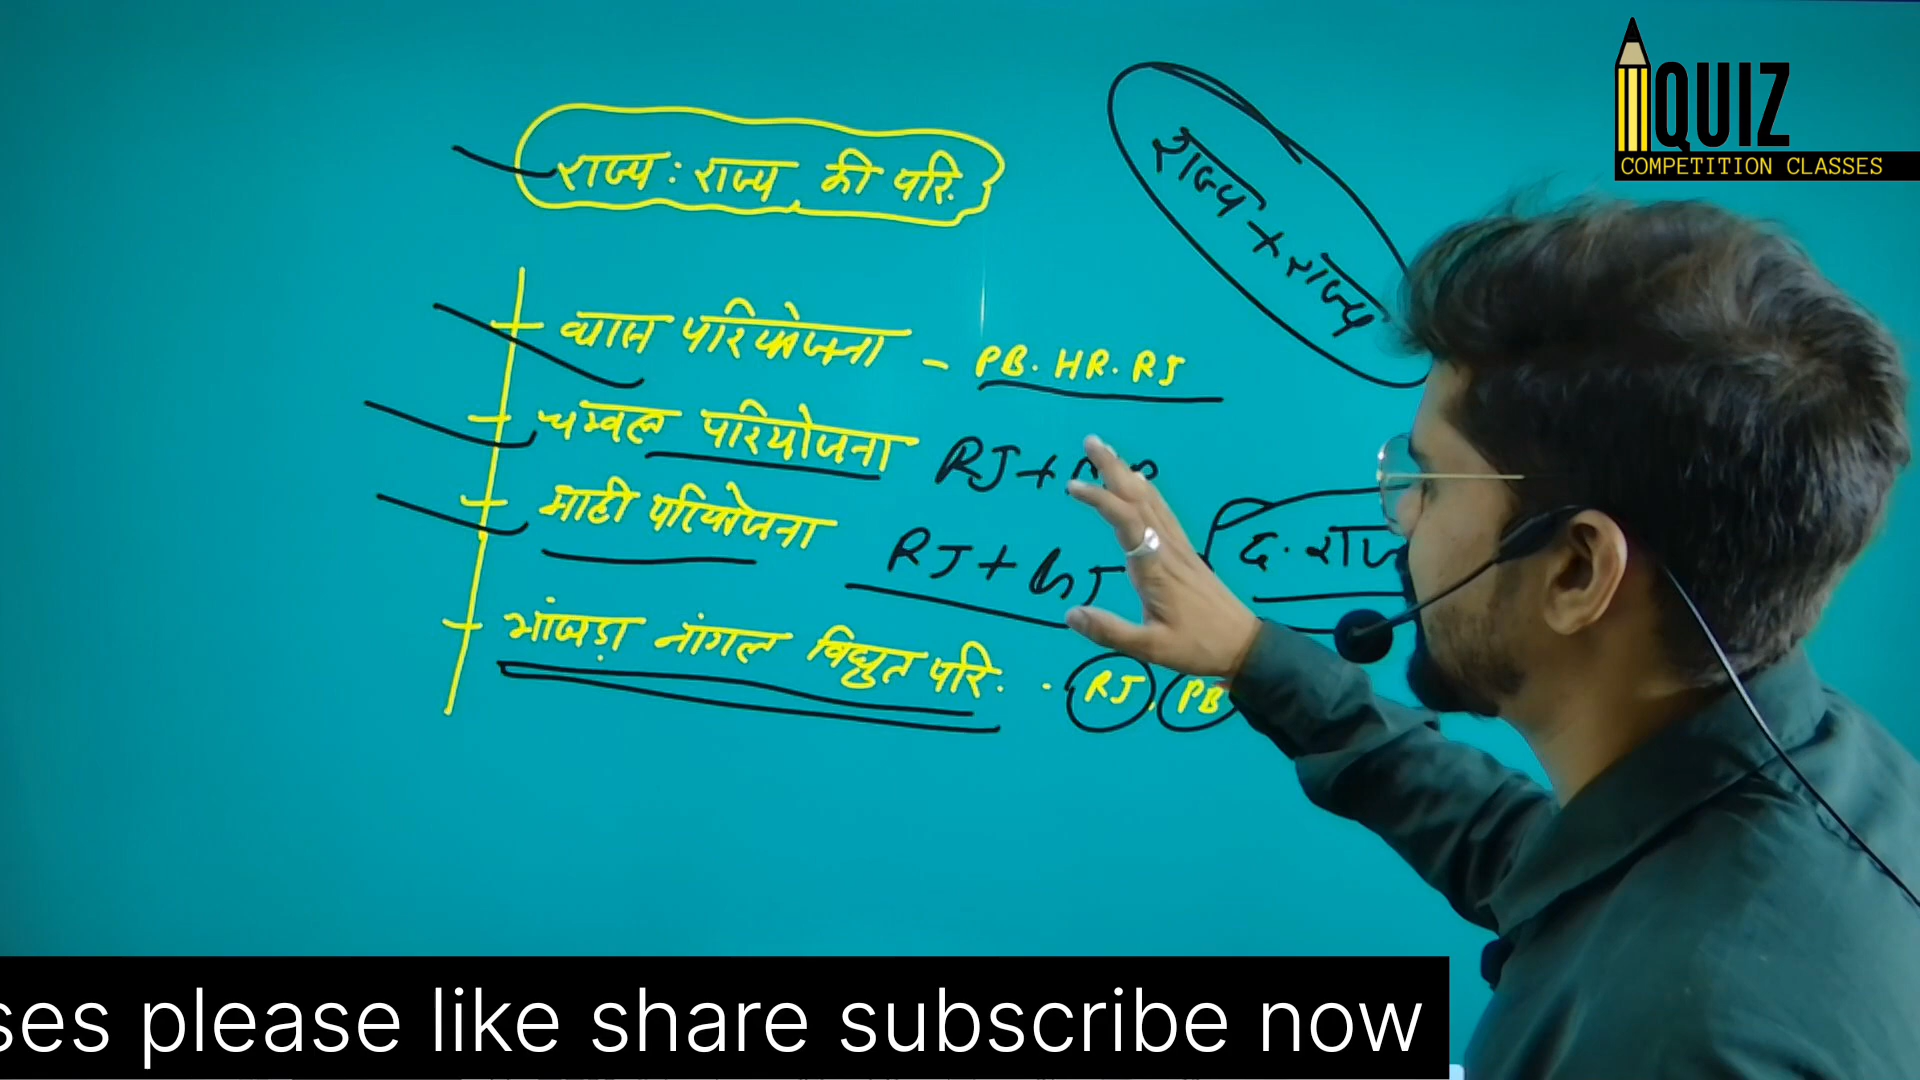 QUIZ
COMPETITION CLASSES
राज्य : राज्य की परि.
राज्य + राज्य
व्यास परियोजना - PB. HR. RJ
चम्बल परियोजना RJ +
माही परियोजना RJ + GJ
द. राज
भांखड़ा नांगल विद्युत परि. . RJ. PB
ses please like share subscribe now